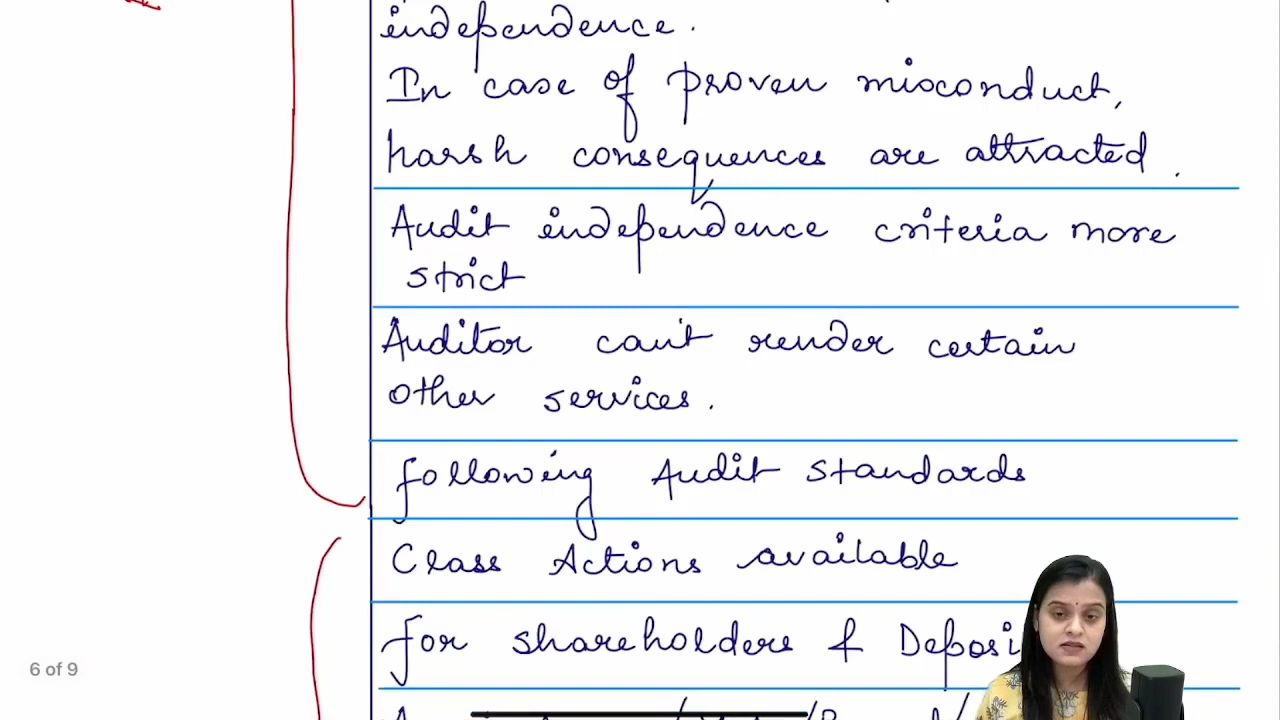 independence.
In case of proven misconduct,
harsh consequences are attracted.
Audit independence criteria more
strict
Auditor can't render certain
other services.
following Audit standards
Class Actions available
for shareholders & Deposi
6 of 9